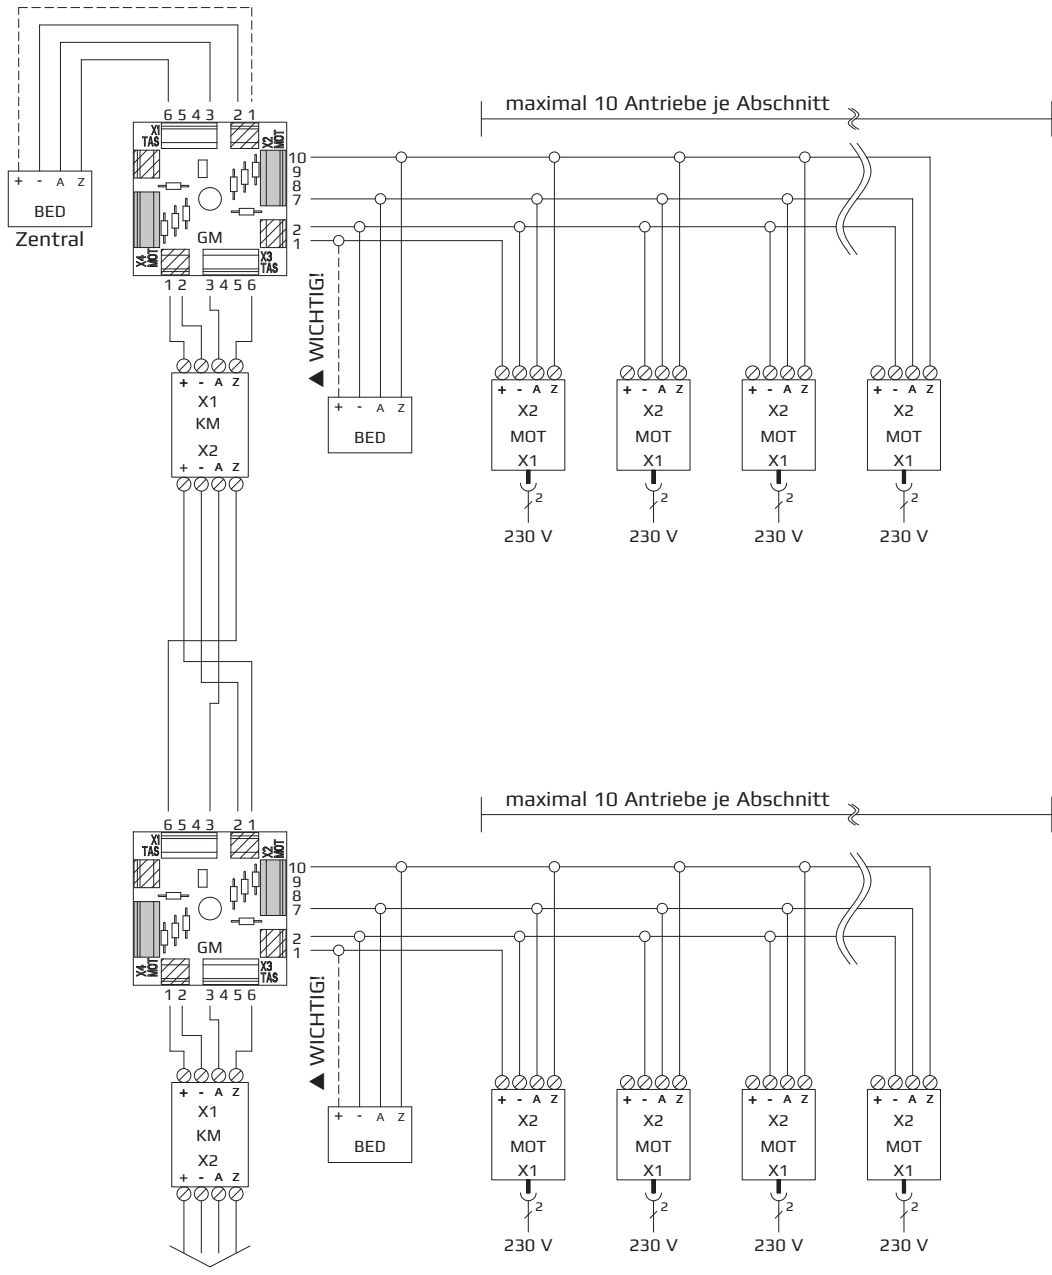 maximal 10 Antriebe je Abschnitt
6 5 4 3 2 1
X1 TAS
X2 MOT
10
9
8
7
2
1
+ - A Z
BED
Zentral
GM
X4 MOT
X3 TAS
1 2 3 4 5 6
WICHTIG!
+ - A Z
X1
KM
X2
+ - A Z
+ - A Z
BED
+ - A Z + - A Z + - A Z + - A Z
X2 X2 X2 X2
MOT MOT MOT MOT
X1 X1 X1 X1
2 2 2 2
230 V 230 V 230 V 230 V
maximal 10 Antriebe je Abschnitt
6 5 4 3 2 1
X1 TAS
X2 MOT
10
9
8
7
2
1
GM
X4 MOT
X3 TAS
1 2 3 4 5 6
WICHTIG!
+ - A Z
X1
KM
X2
+ - A Z
+ - A Z
BED
+ - A Z + - A Z + - A Z + - A Z
X2 X2 X2 X2
MOT MOT MOT MOT
X1 X1 X1 X1
2 2 2 2
230 V 230 V 230 V 230 V